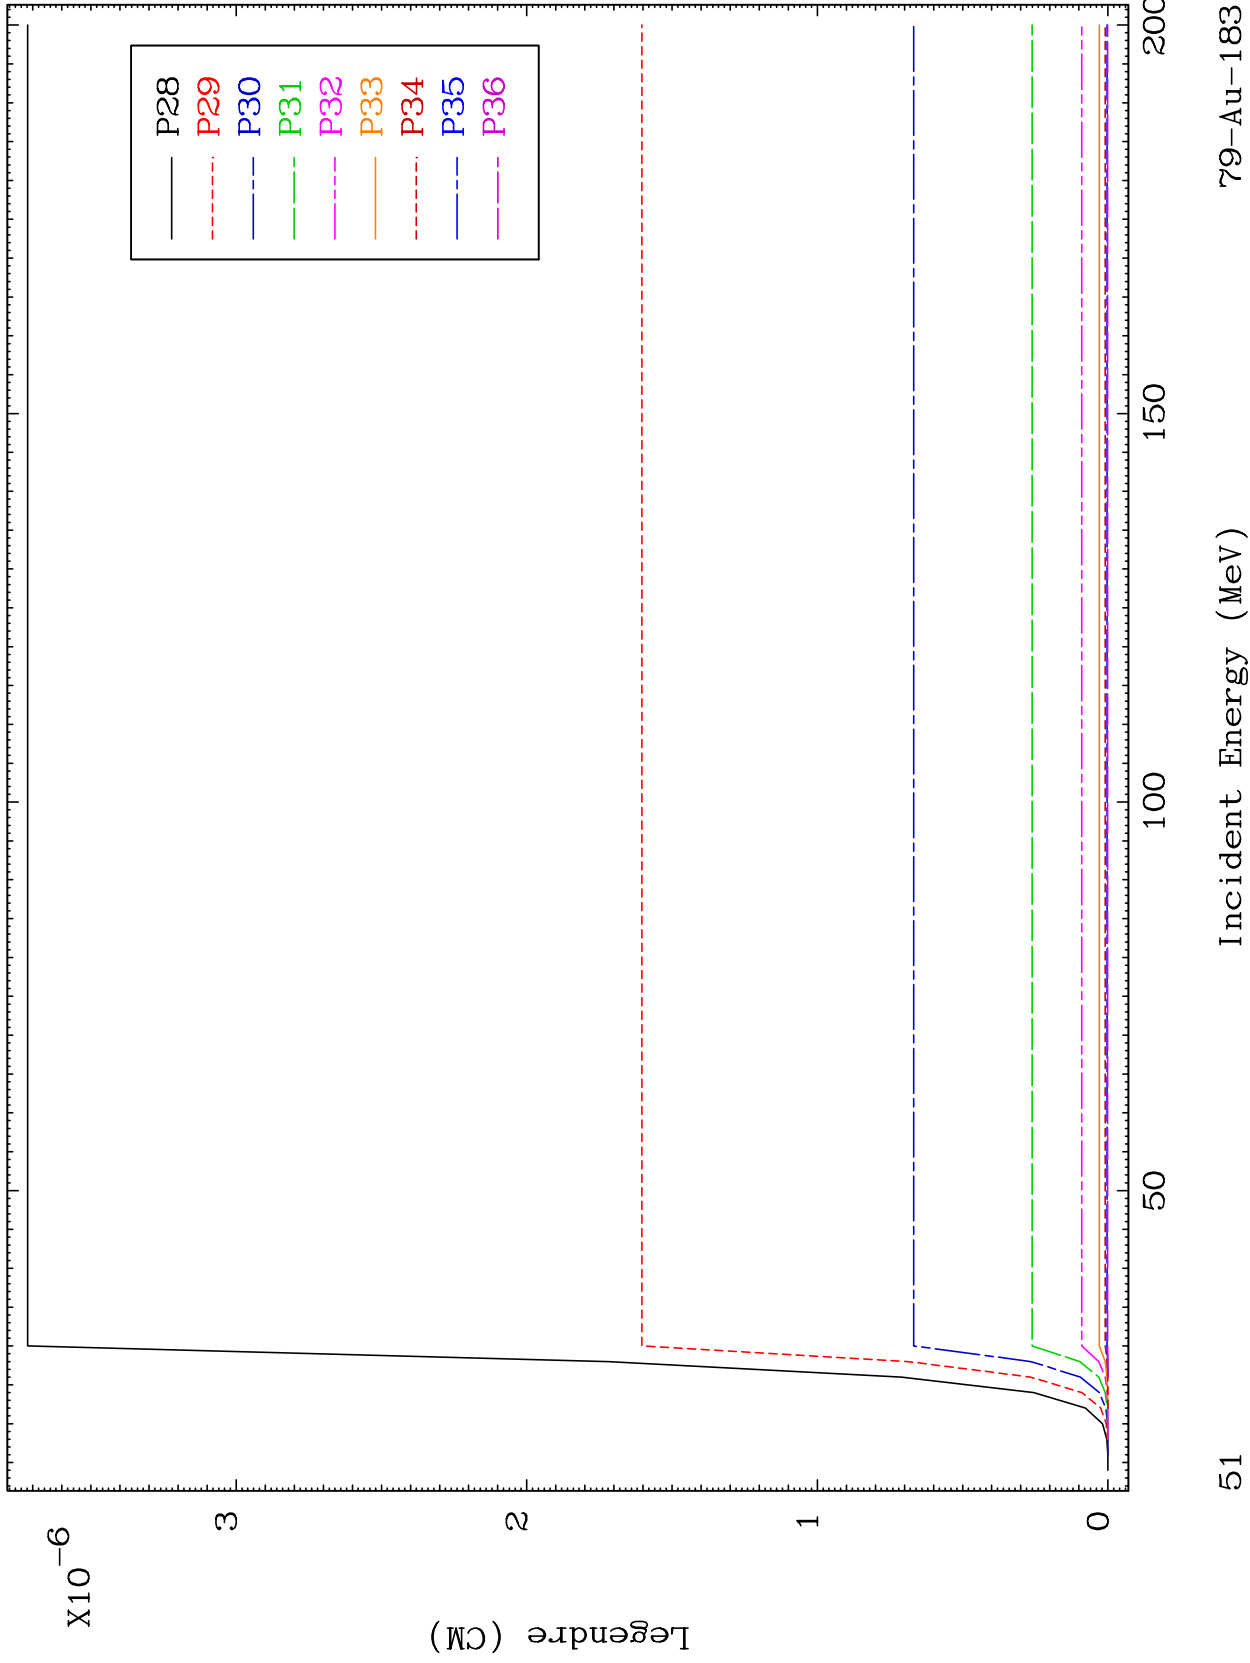 X10-6
3
2
1
0
Legendre (CM)
P28
P29
P30
P31
P32
P33
P34
P35
P36
50
100
150
200
Incident Energy (MeV)
51
79-Au-183